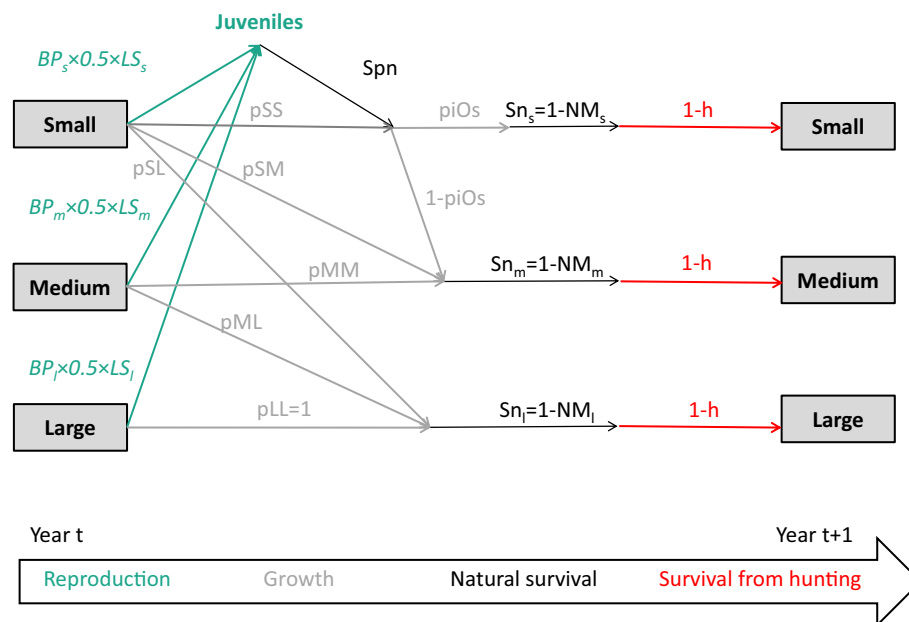 Juveniles
BPₛ×0.5×LSₛ
Spn
Small
pSS
piOs
Snₛ=1-NMₛ
1-h
Small
pSL
pSM
1-piOs
BPₘ×0.5×LSₘ
Medium
pMM
Snₘ=1-NMₘ
1-h
Medium
pML
BPₗ×0.5×LSₗ
Large
pLL=1
Snₗ=1-NMₗ
1-h
Large
Year t
Year t+1
Reproduction
Growth
Natural survival
Survival from hunting